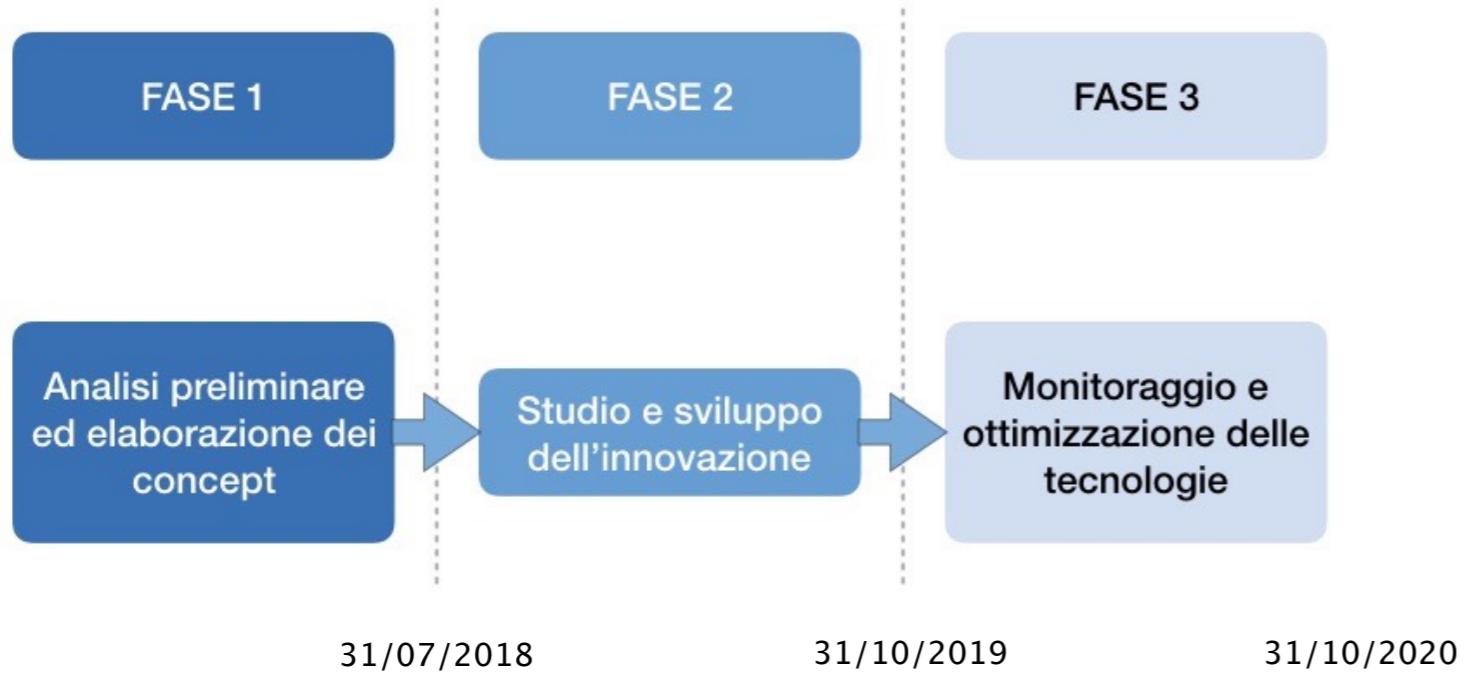 FASE 1
FASE 2
FASE 3
Analisi preliminare
ed elaborazione dei
concept
Studio e sviluppo
dell'innovazione
Monitoraggio e
ottimizzazione delle
tecnologie
31/07/2018
31/10/2019
31/10/2020